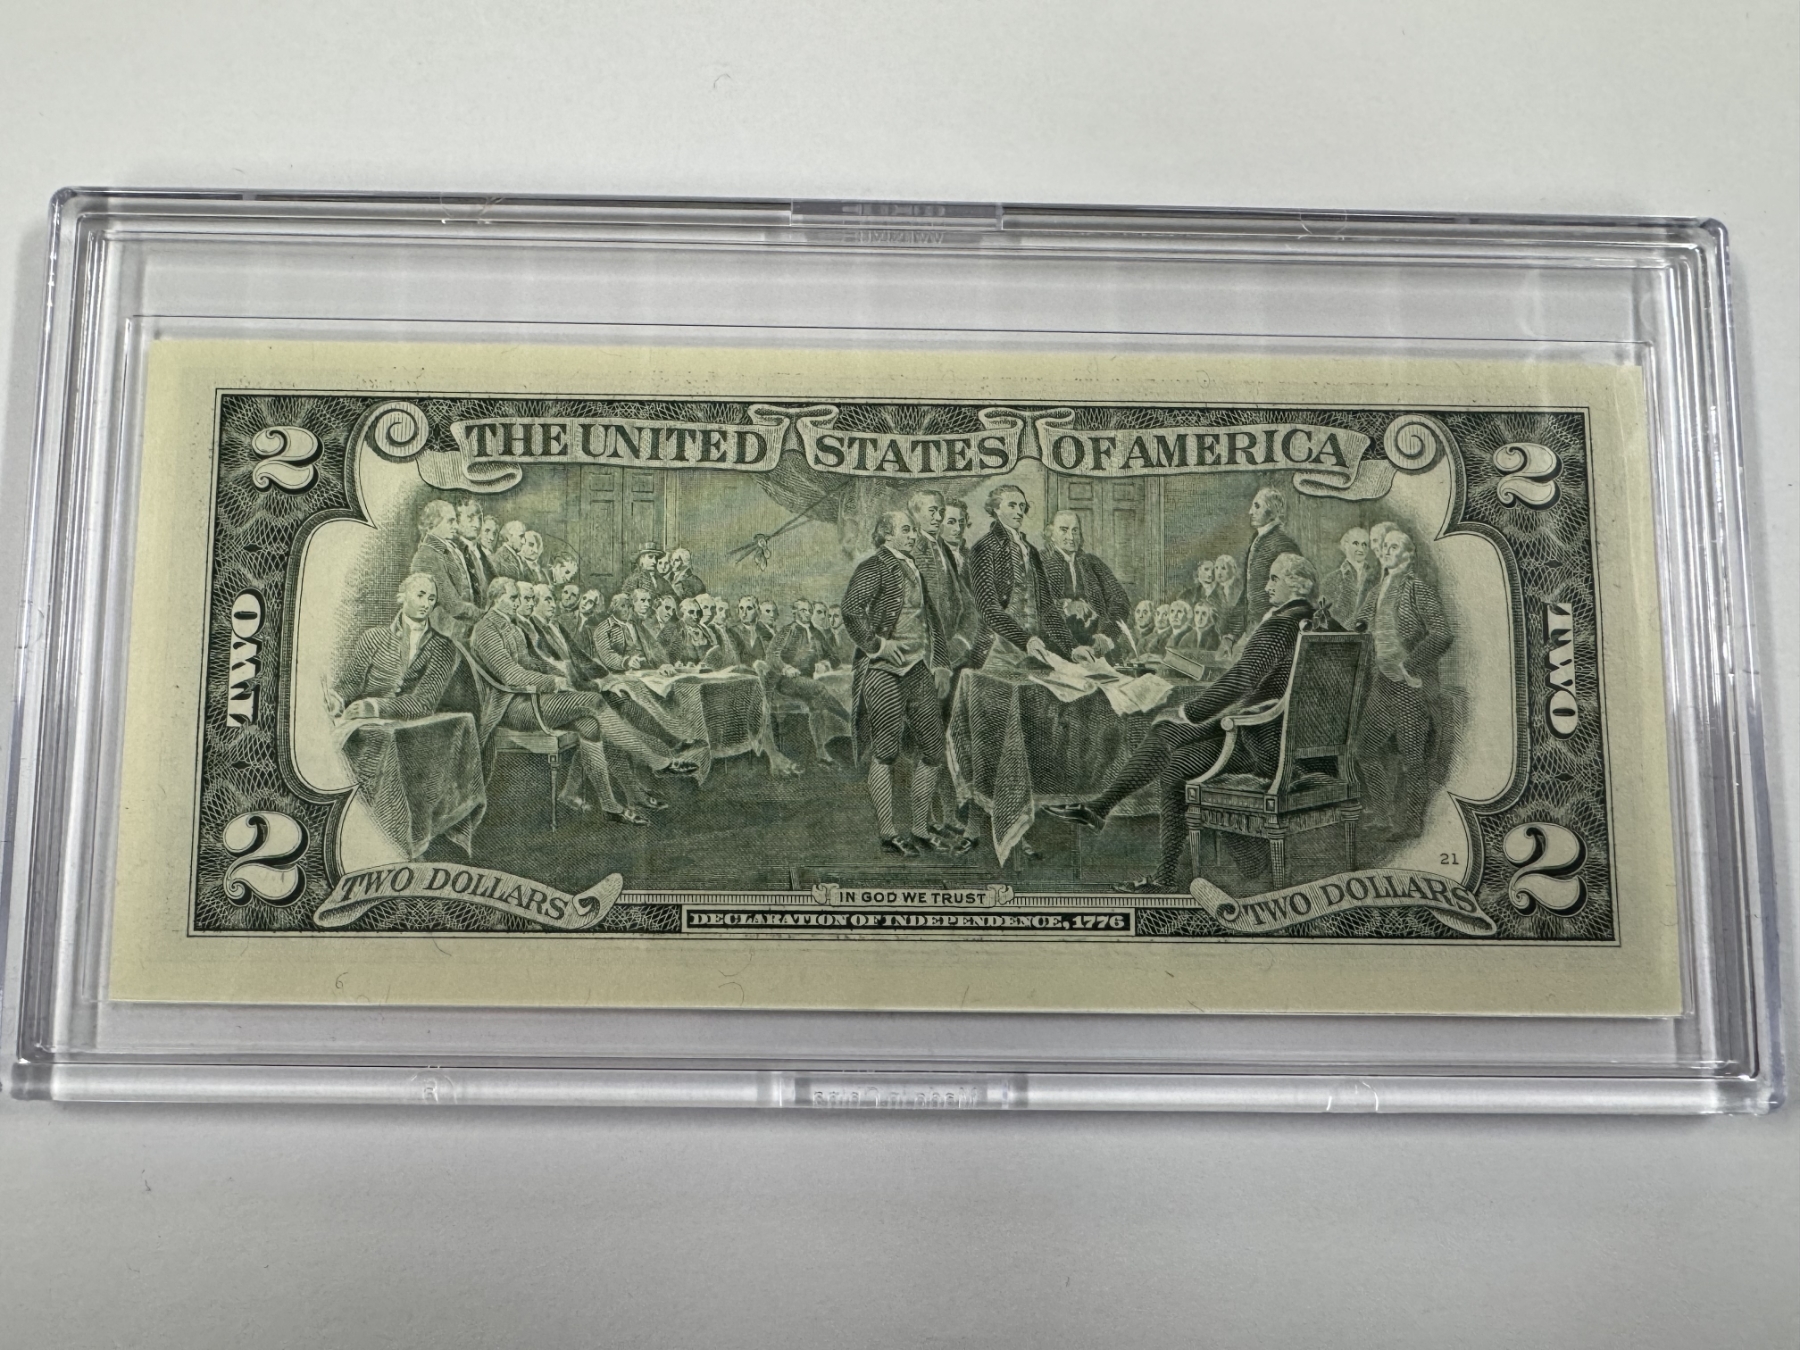 THE UNITED STATES OF AMERICA
2
2
TWO
TWO
2
2
21
TWO DOLLARS
IN GOD WE TRUST
TWO DOLLARS
DECLARATION OF INDEPENDENCE, 1776